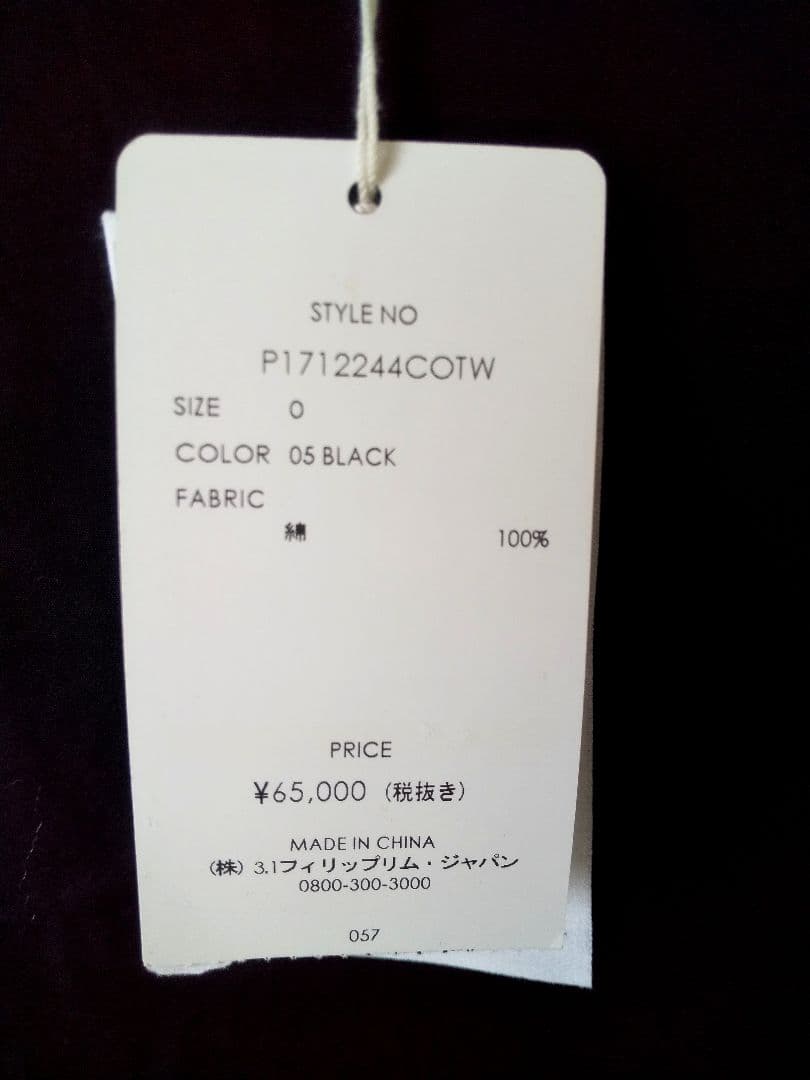 STYLE NO
P1712244COTW
SIZE 0
COLOR 05 BLACK
FABRIC
綿 100%
PRICE
¥65,000 (税抜き)
MADE IN CHINA
(株) 3.1フィリップリム・ジャパン
0800-300-3000
057